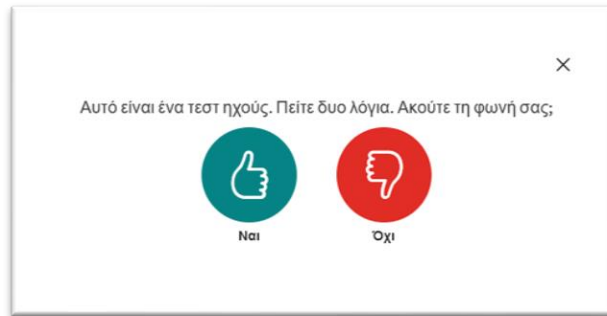 Αυτό είναι ένα τεστ ηχούς. Πείτε δυο λόγια. Ακούτε τη φωνή σας;
Ναι
Όχι